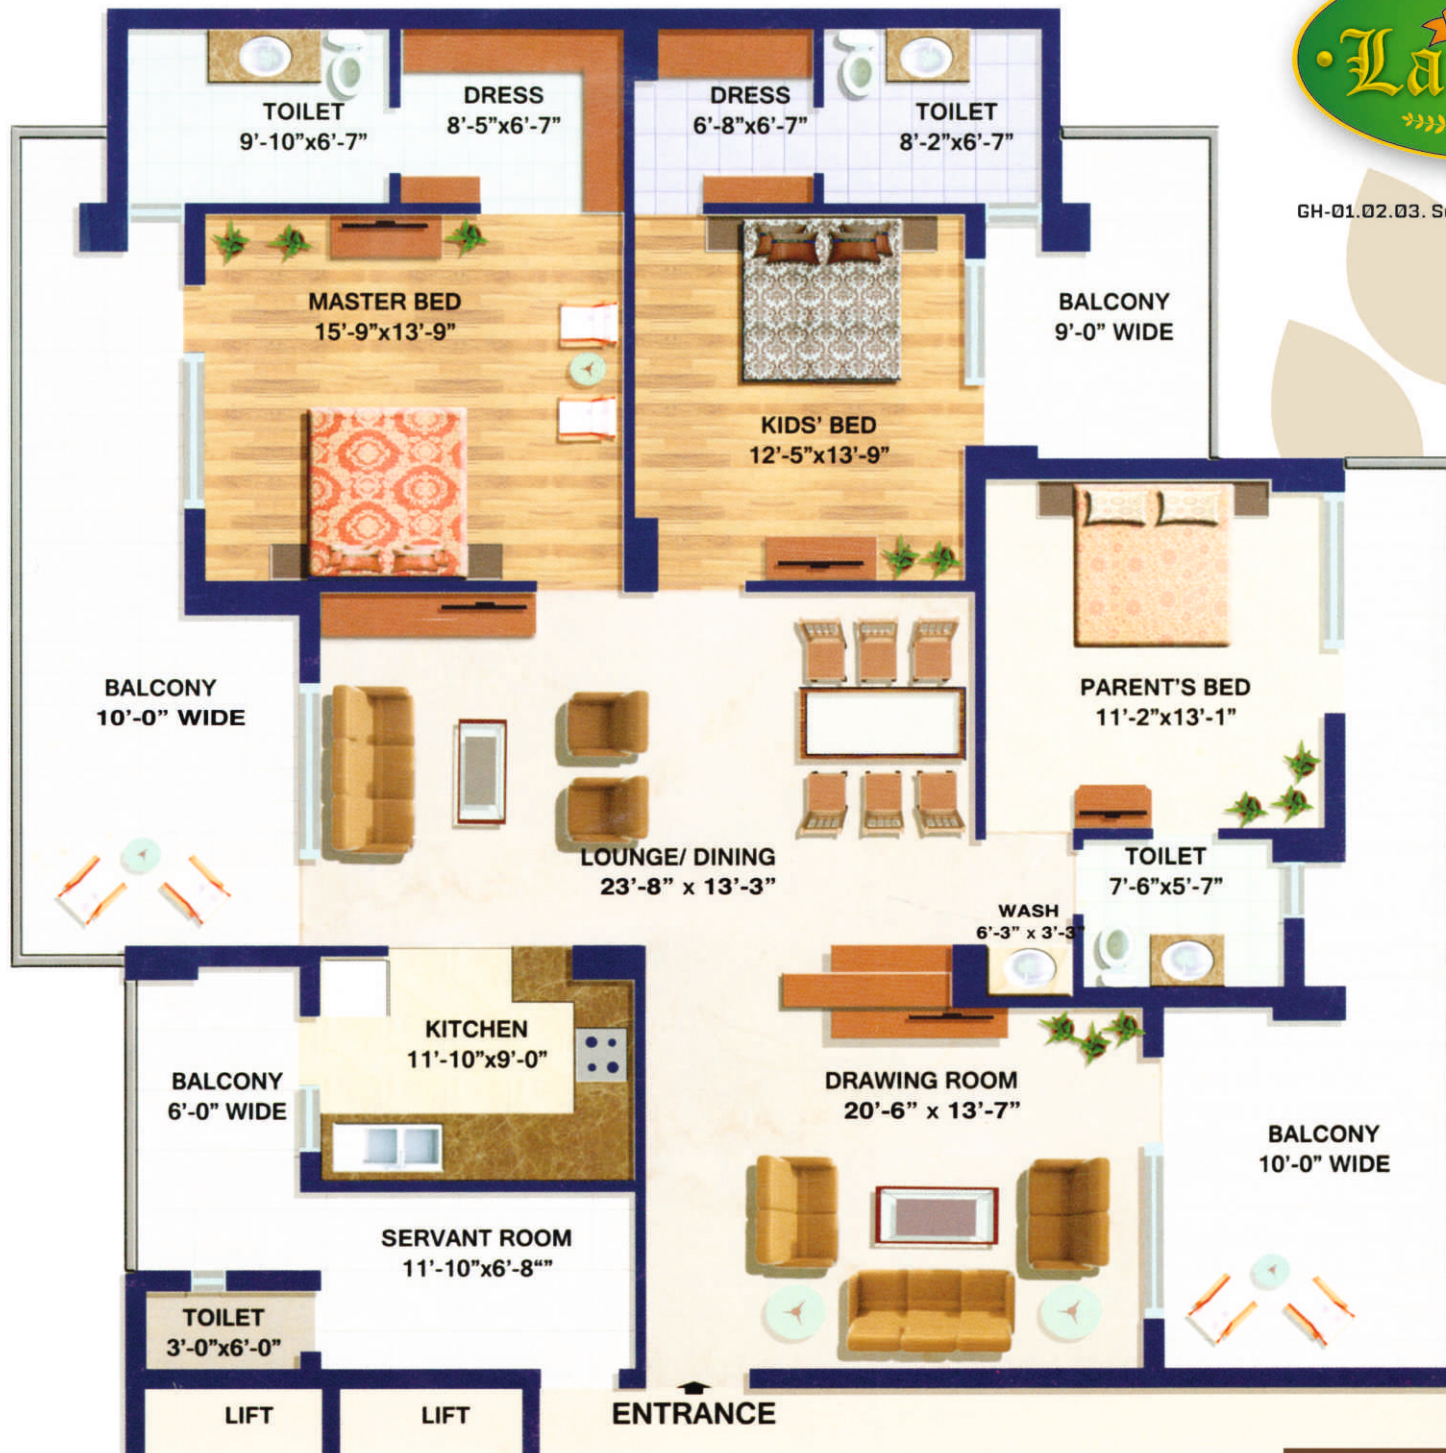 La
GH-01.02.03. S
TOILET
9'-10"x6'-7"
DRESS
8'-5"x6'-7"
DRESS
6'-8"x6'-7"
TOILET
8'-2"x6'-7"
MASTER BED
15'-9"x13'-9"
BALCONY
9'-0" WIDE
KIDS' BED
12'-5"x13'-9"
BALCONY
10'-0" WIDE
PARENT'S BED
11'-2"x13'-1"
LOUNGE/ DINING
23'-8" x 13'-3"
TOILET
7'-6"x5'-7"
WASH
6'-3" x 3'-3"
KITCHEN
11'-10"x9'-0"
BALCONY
6'-0" WIDE
DRAWING ROOM
20'-6" x 13'-7"
BALCONY
10'-0" WIDE
SERVANT ROOM
11'-10"x6'-8“”
TOILET
3'-0"x6'-0"
LIFT
LIFT
ENTRANCE